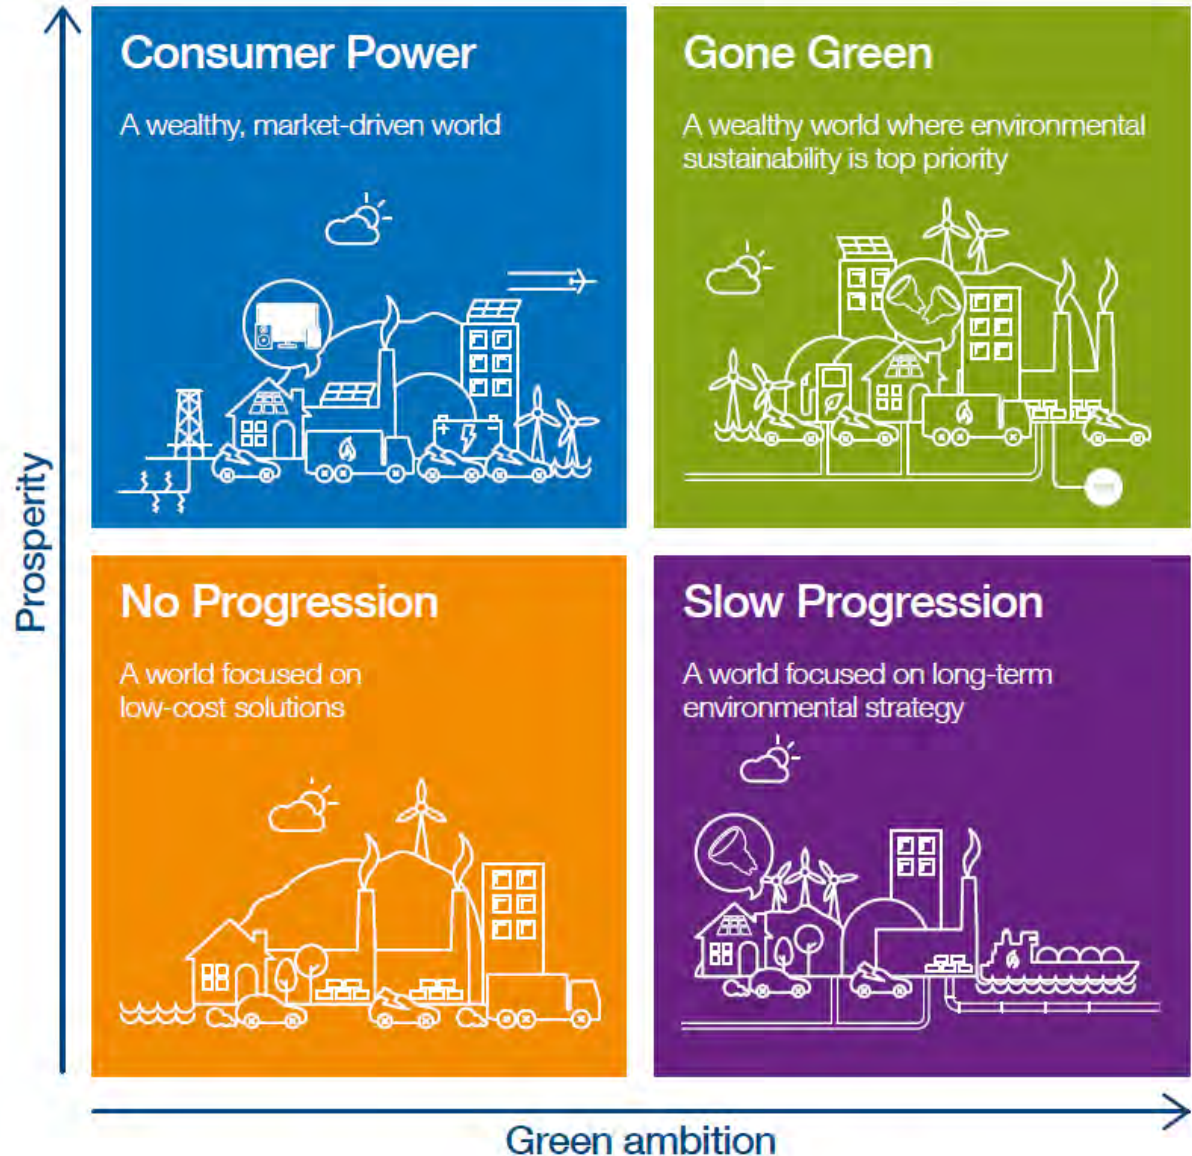 Consumer Power
A wealthy, market-driven world
Gone Green
A wealthy world where environmental
sustainability is top priority
Prosperity
No Progression
A world focused on
low-cost solutions
Slow Progression
A world focused on long-term
environmental strategy
Green ambition